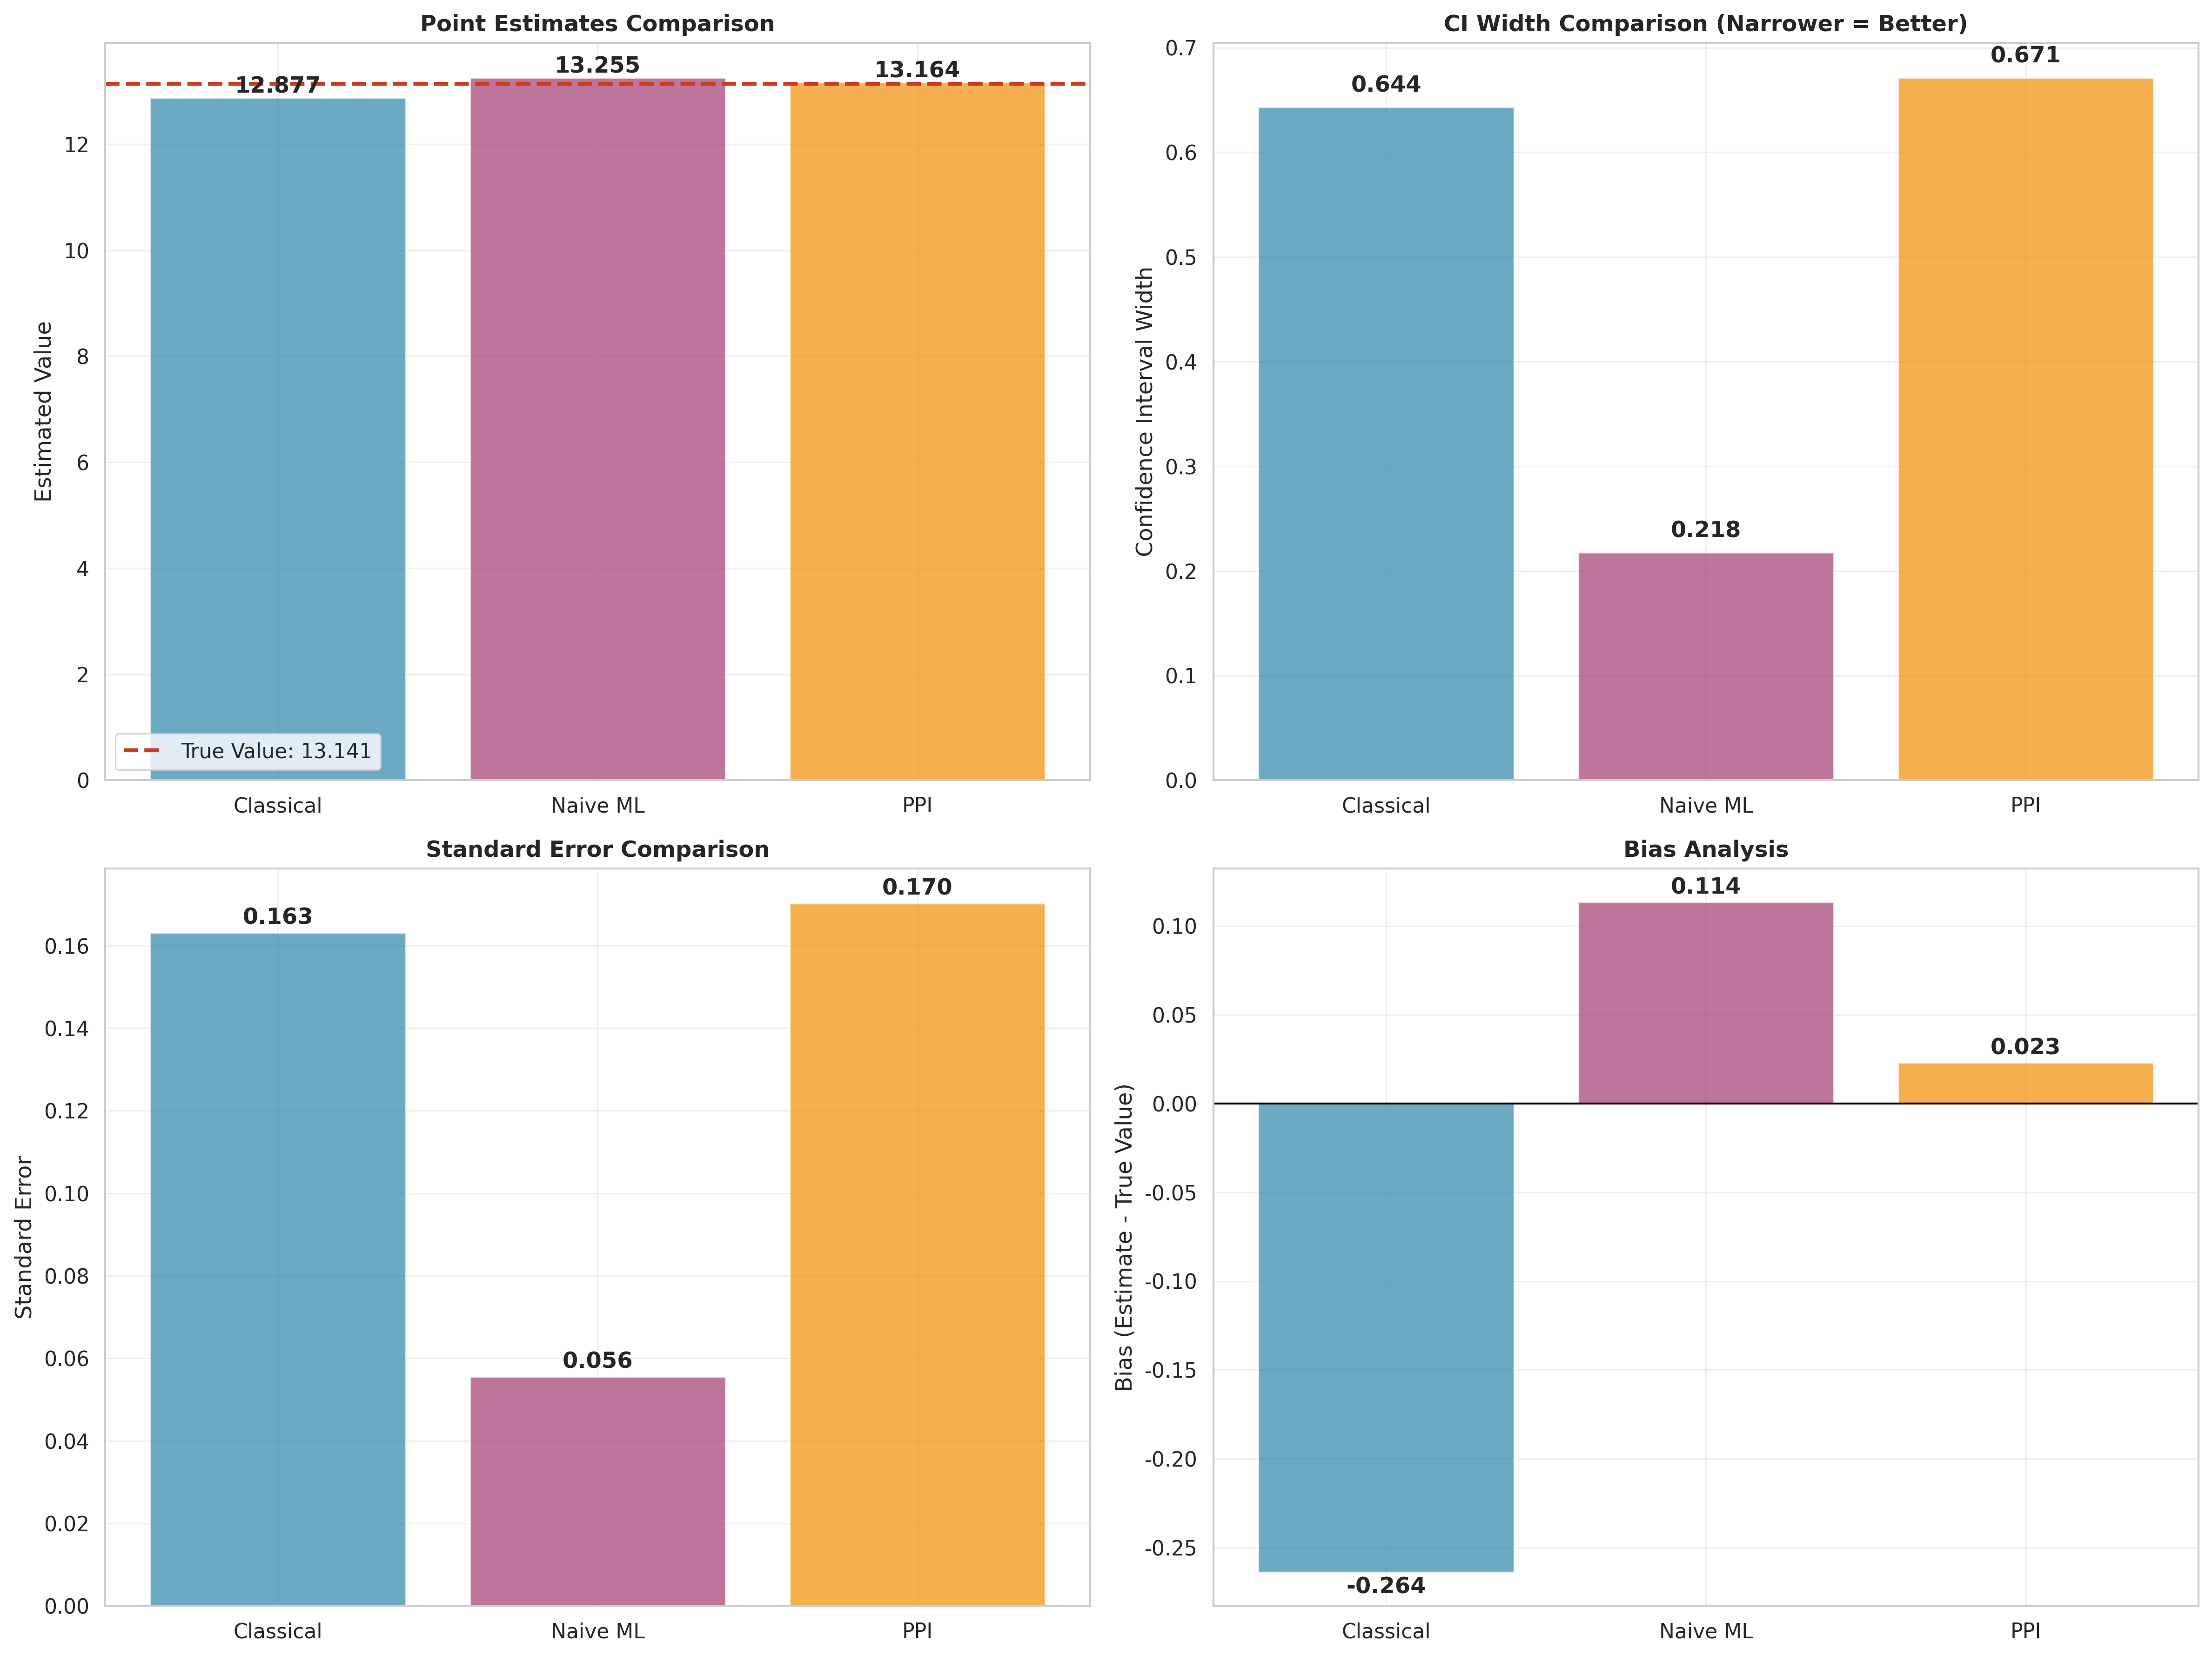 Point Estimates Comparison
Estimated Value
12
10
8
6
4
2
0
12.877
13.255
13.164
True Value: 13.141
Classical
Naive ML
PPI
CI Width Comparison (Narrower = Better)
Confidence Interval Width
0.7
0.6
0.5
0.4
0.3
0.2
0.1
0.0
0.644
0.218
0.671
Classical
Naive ML
PPI
Standard Error Comparison
Standard Error
0.16
0.14
0.12
0.10
0.08
0.06
0.04
0.02
0.00
0.163
0.056
0.170
Classical
Naive ML
PPI
Bias Analysis
Bias (Estimate - True Value)
0.10
0.05
0.00
-0.05
-0.10
-0.15
-0.20
-0.25
-0.264
0.114
0.023
Classical
Naive ML
PPI